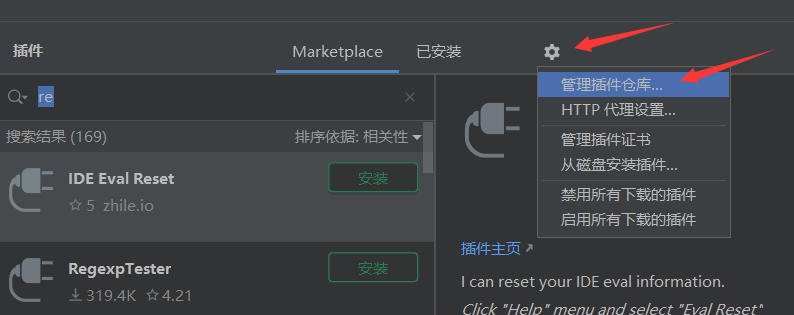 插件
Marketplace
已安装
管理插件仓库...
HTTP 代理设置...
管理插件证书
从磁盘安装插件...
禁用所有下载的插件
启用所有下载的插件
re
搜索结果 (169)
排序依据: 相关性
IDE Eval Reset
安装
5 zhile.io
RegexpTester
安装
319.4K 4.21
插件主页
I can reset your IDE eval information.
Click "Help" menu and select "Eval Reset"